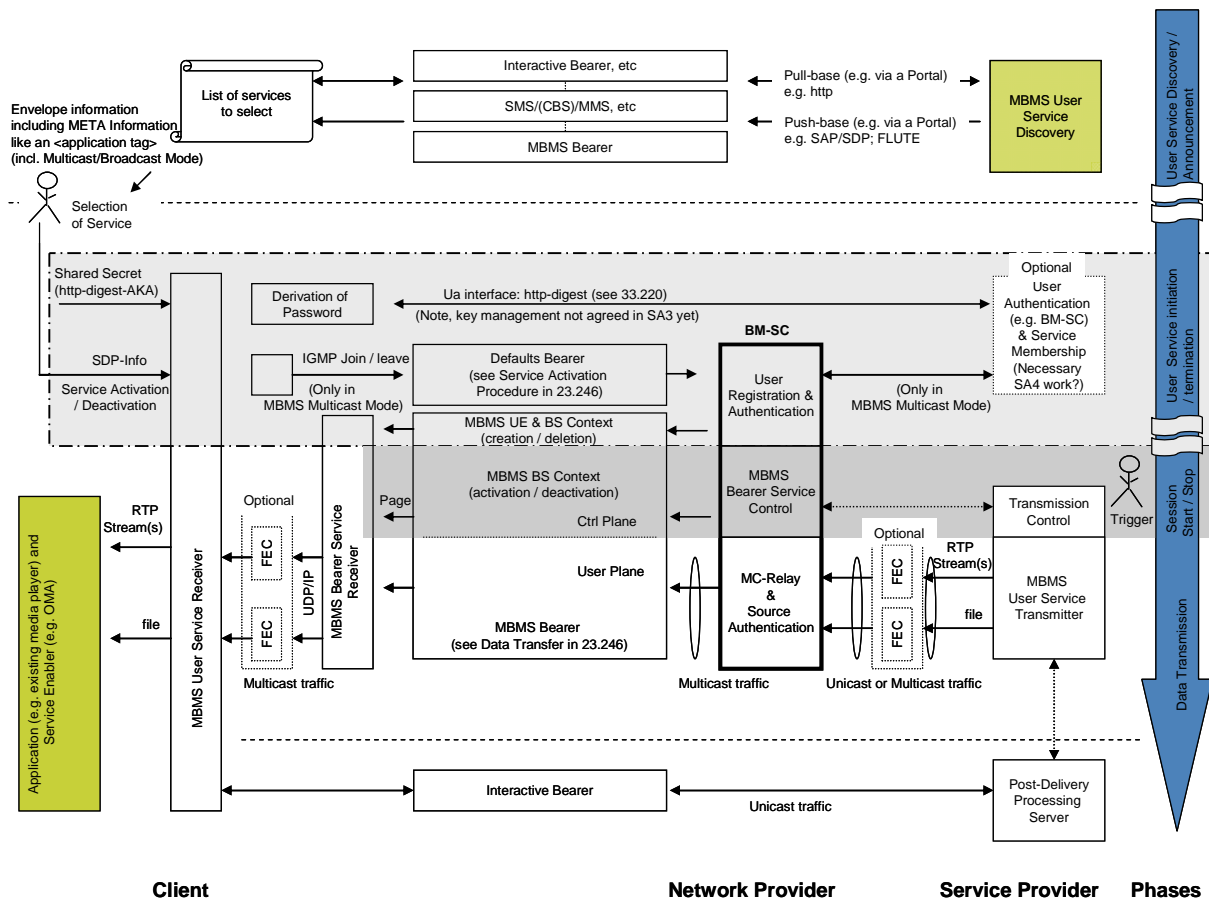 Interactive Bearer, etc
SMS/(CBS)/MMS, etc
MBMS Bearer
List of services
to select
Pull-base (e.g. via a Portal)
e.g. http
Push-base (e.g. via a Portal)
e.g. SAP/SDP; FLUTE
MBMS User
Service
Discovery
User Service Discovery /
Announcement
Envelope information
including META Information
like an <application tag>
(incl. Multicast/Broadcast Mode)
Selection
of Service
Shared Secret
(http-digest-AKA)
Derivation of
Password
Ua interface: http-digest (see 33.220)
(Note, key management not agreed in SA3 yet)
Optional
User
Authentication
(e.g. BM-SC)
& Service
Membership
(Necessary
SA4 work?)
User Service initiation
/ termination
BM-SC
SDP-Info
Service Activation
/ Deactivation
IGMP Join / leave
(Only in
MBMS Multicast Mode)
Defaults Bearer
(see Service Activation
Procedure in 23.246)
User
Registration &
Authentication
(Only in
MBMS Multicast Mode)
MBMS UE & BS Context
(creation / deletion)
MBMS BS Context
(activation / deactivation)
Page
Ctrl Plane
MBMS
Bearer Service
Control
Transmission
Control
Trigger
Session
Start / Stop
Application (e.g. existing media player) and
Service Enabler (e.g. OMA)
RTP
Stream(s)
file
MBMS User Service Receiver
Optional
FEC
FEC
UDP/IP
MBMS Bearer Service
Receiver
Multicast traffic
User Plane
MBMS Bearer
(see Data Transfer in 23.246)
Multicast traffic
MC-Relay
&
Source
Authentication
Optional
FEC
FEC
RTP
Stream(s)
file
Unicast or Multicast traffic
MBMS
User Service
Transmitter
Data Transmission
Interactive Bearer
Unicast traffic
Post-Delivery
Processing
Server
Client
Network Provider
Service Provider
Phases